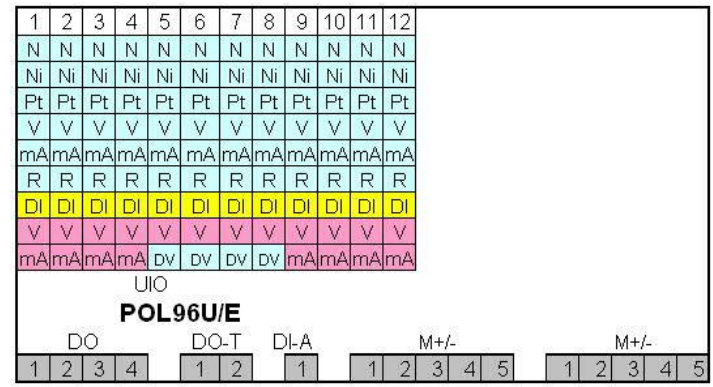 1 2 3 4 5 6 7 8 9 10 11 12
N N N N N N N N N N N N
Ni Ni Ni Ni Ni Ni Ni Ni Ni Ni Ni Ni
Pt Pt Pt Pt Pt Pt Pt Pt Pt Pt Pt Pt
V V V V V V V V V V V V
mA mA mA mA mA mA mA mA mA mA mA mA
R R R R R R R R R R R R
DI DI DI DI DI DI DI DI DI DI DI DI
V V V V V V V V V V V V
mA mA mA mA DV DV DV DV mA mA mA mA
UIO
POL96U/E
DO DO-T DI-A M+/- M+/-
1 2 3 4 1 2 1 1 2 3 4 5 1 2 3 4 5